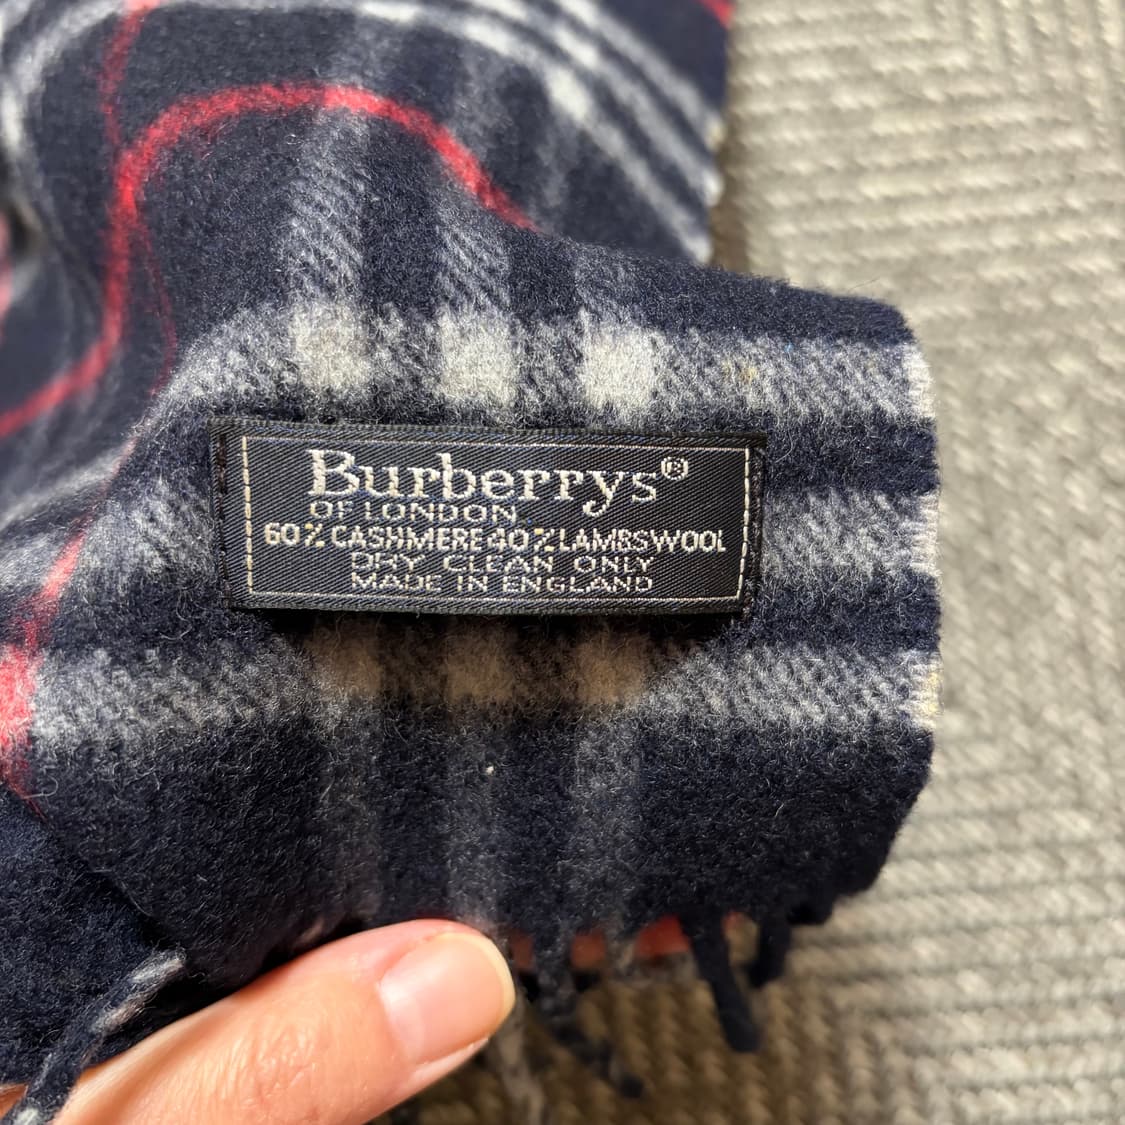 Burberrys®
OF LONDON
60% CASHMERE 40% LAMBSWOOL
DRY CLEAN ONLY
MADE IN ENGLAND